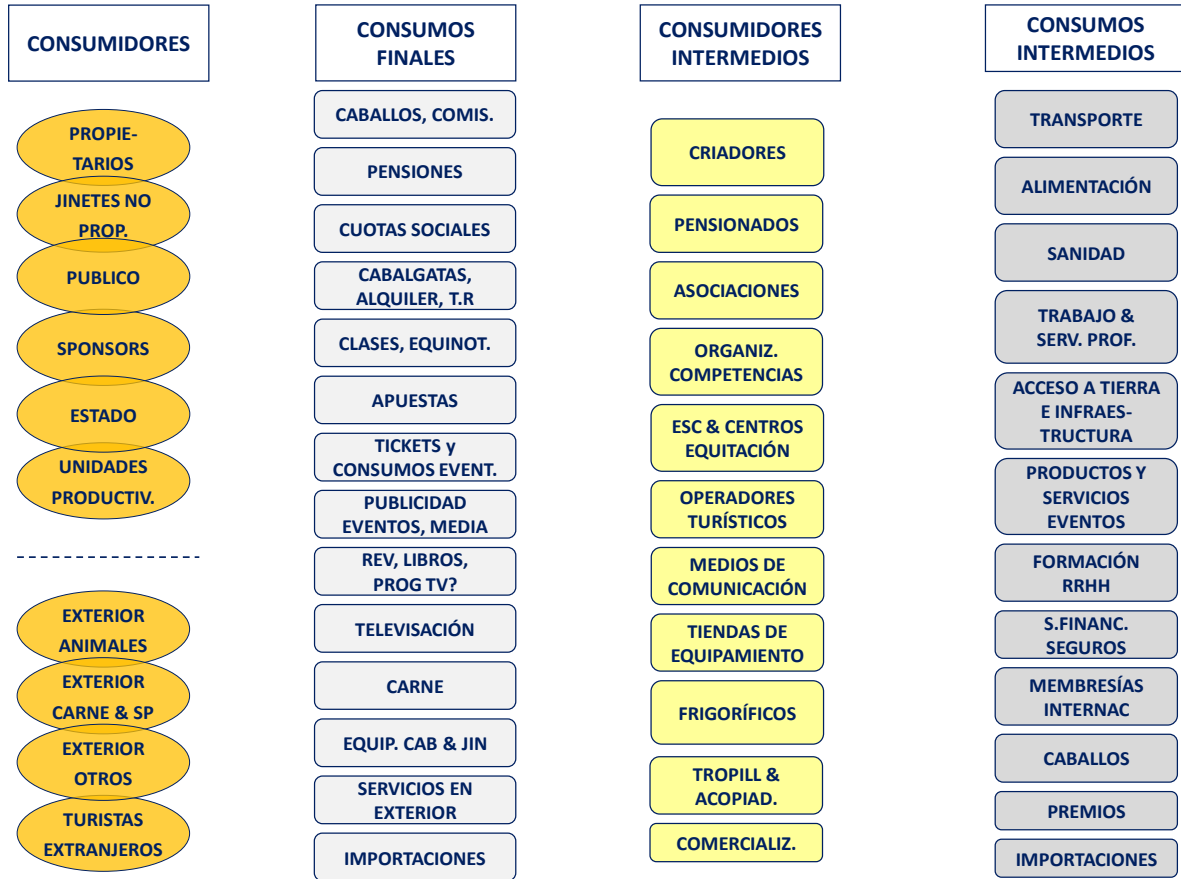 CONSUMIDORES
PROPIE-
TARIOS
JINETES NO
PROP.
PUBLICO
SPONSORS
ESTADO
UNIDADES
PRODUCTIV.
EXTERIOR
ANIMALES
EXTERIOR
CARNE & SP
EXTERIOR
OTROS
TURISTAS
EXTRANJEROS
CONSUMOS
FINALES
CABALLOS, COMIS.
PENSIONES
CUOTAS SOCIALES
CABALGATAS,
ALQUILER, T.R
CLASES, EQUINOT.
APUESTAS
TICKETS y
CONSUMOS EVENT.
PUBLICIDAD
EVENTOS, MEDIA
REV, LIBROS,
PROG TV?
TELEVISACIÓN
CARNE
EQUIP. CAB & JIN
SERVICIOS EN
EXTERIOR
IMPORTACIONES
CONSUMIDORES
INTERMEDIOS
CRIADORES
PENSIONADOS
ASOCIACIONES
ORGANIZ.
COMPETENCIAS
ESC & CENTROS
EQUITACIÓN
OPERADORES
TURÍSTICOS
MEDIOS DE
COMUNICACIÓN
TIENDAS DE
EQUIPAMIENTO
FRIGORÍFICOS
TROPILL &
ACOPIAD.
COMERCIALIZ.
CONSUMOS
INTERMEDIOS
TRANSPORTE
ALIMENTACIÓN
SANIDAD
TRABAJO &
SERV. PROF.
ACCESO A TIERRA
E INFRAES-
TRUCTURA
PRODUCTOS Y
SERVICIOS
EVENTOS
FORMACIÓN
RRHH
S.FINANC.
SEGUROS
MEMBRESÍAS
INTERNAC
CABALLOS
PREMIOS
IMPORTACIONES